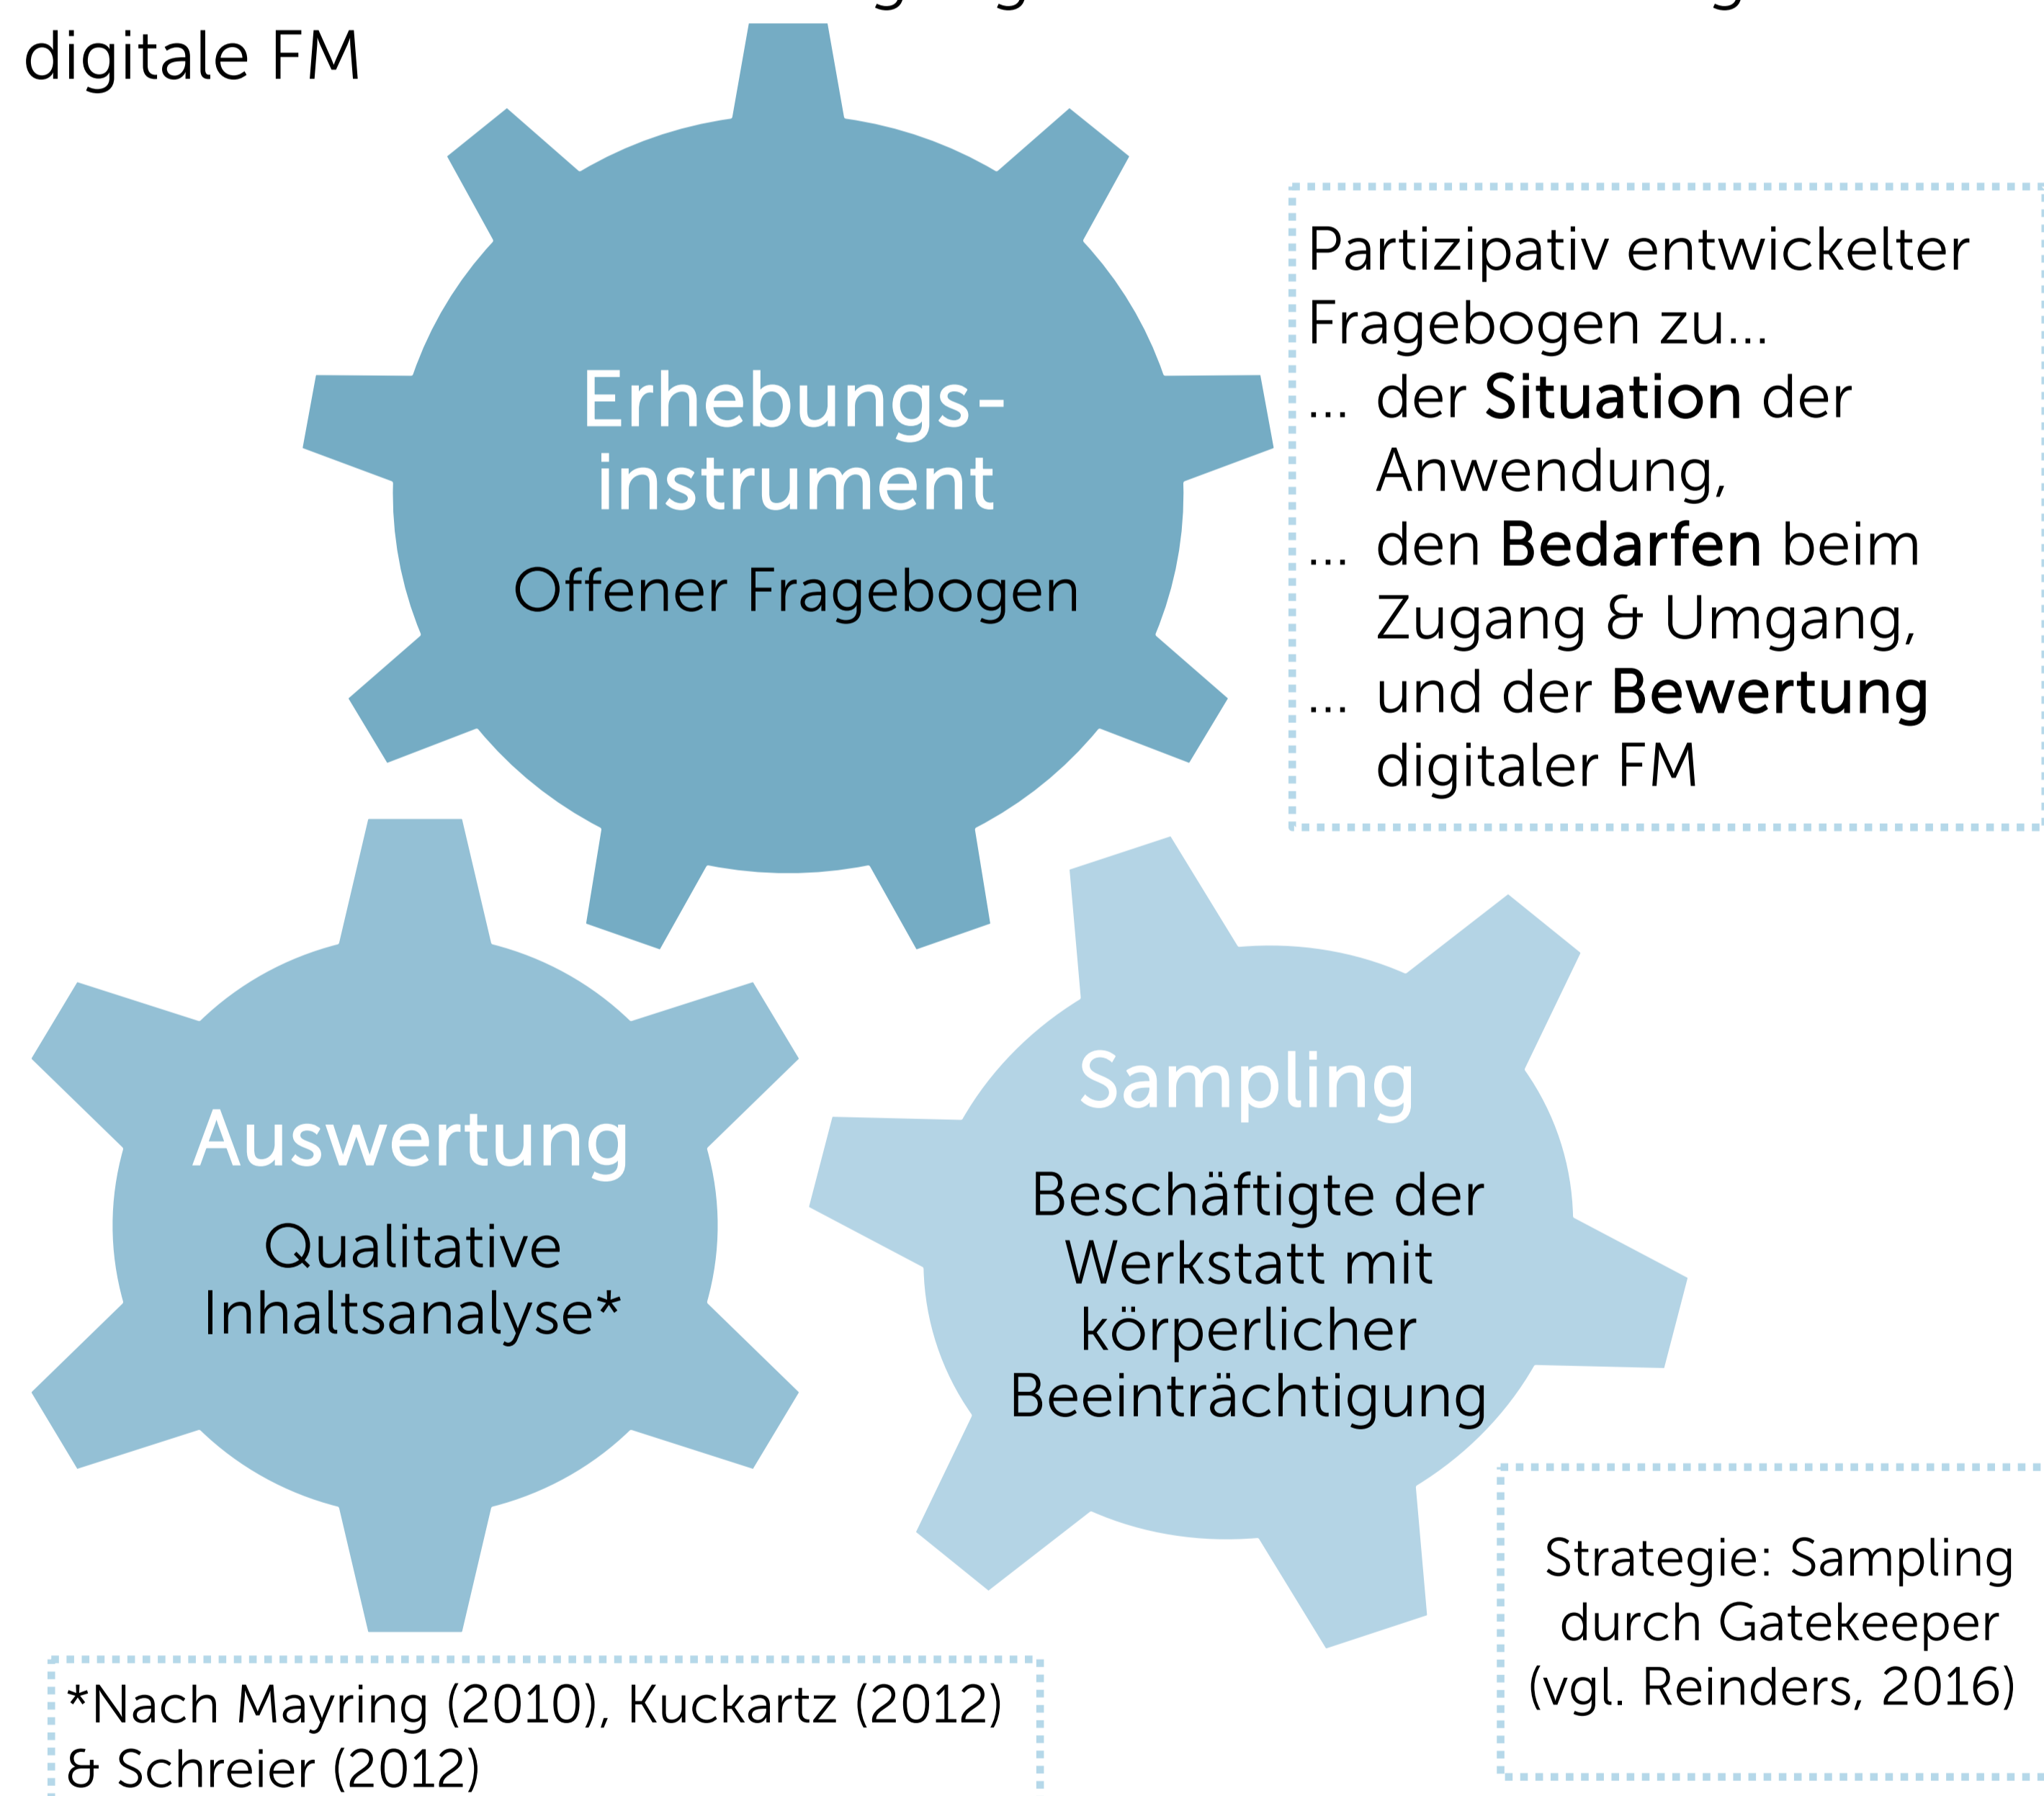 digitale FM
Erhebungs-
instrument
Offener Fragebogen
Partizipativ entwickelter
Fragebogen zu...
... der Situation der
Anwendung,
... den Bedarfen beim
Zugang & Umgang,
... und der Bewertung
digitaler FM
Auswertung
Qualitative
Inhaltsanalyse*
Sampling
Beschäftigte der
Werkstatt mit
körperlicher
Beeinträchtigung
Strategie: Sampling
durch Gatekeeper
(vgl. Reinders, 2016)
*Nach Mayring (2010), Kuckartz (2012)
& Schreier (2012)